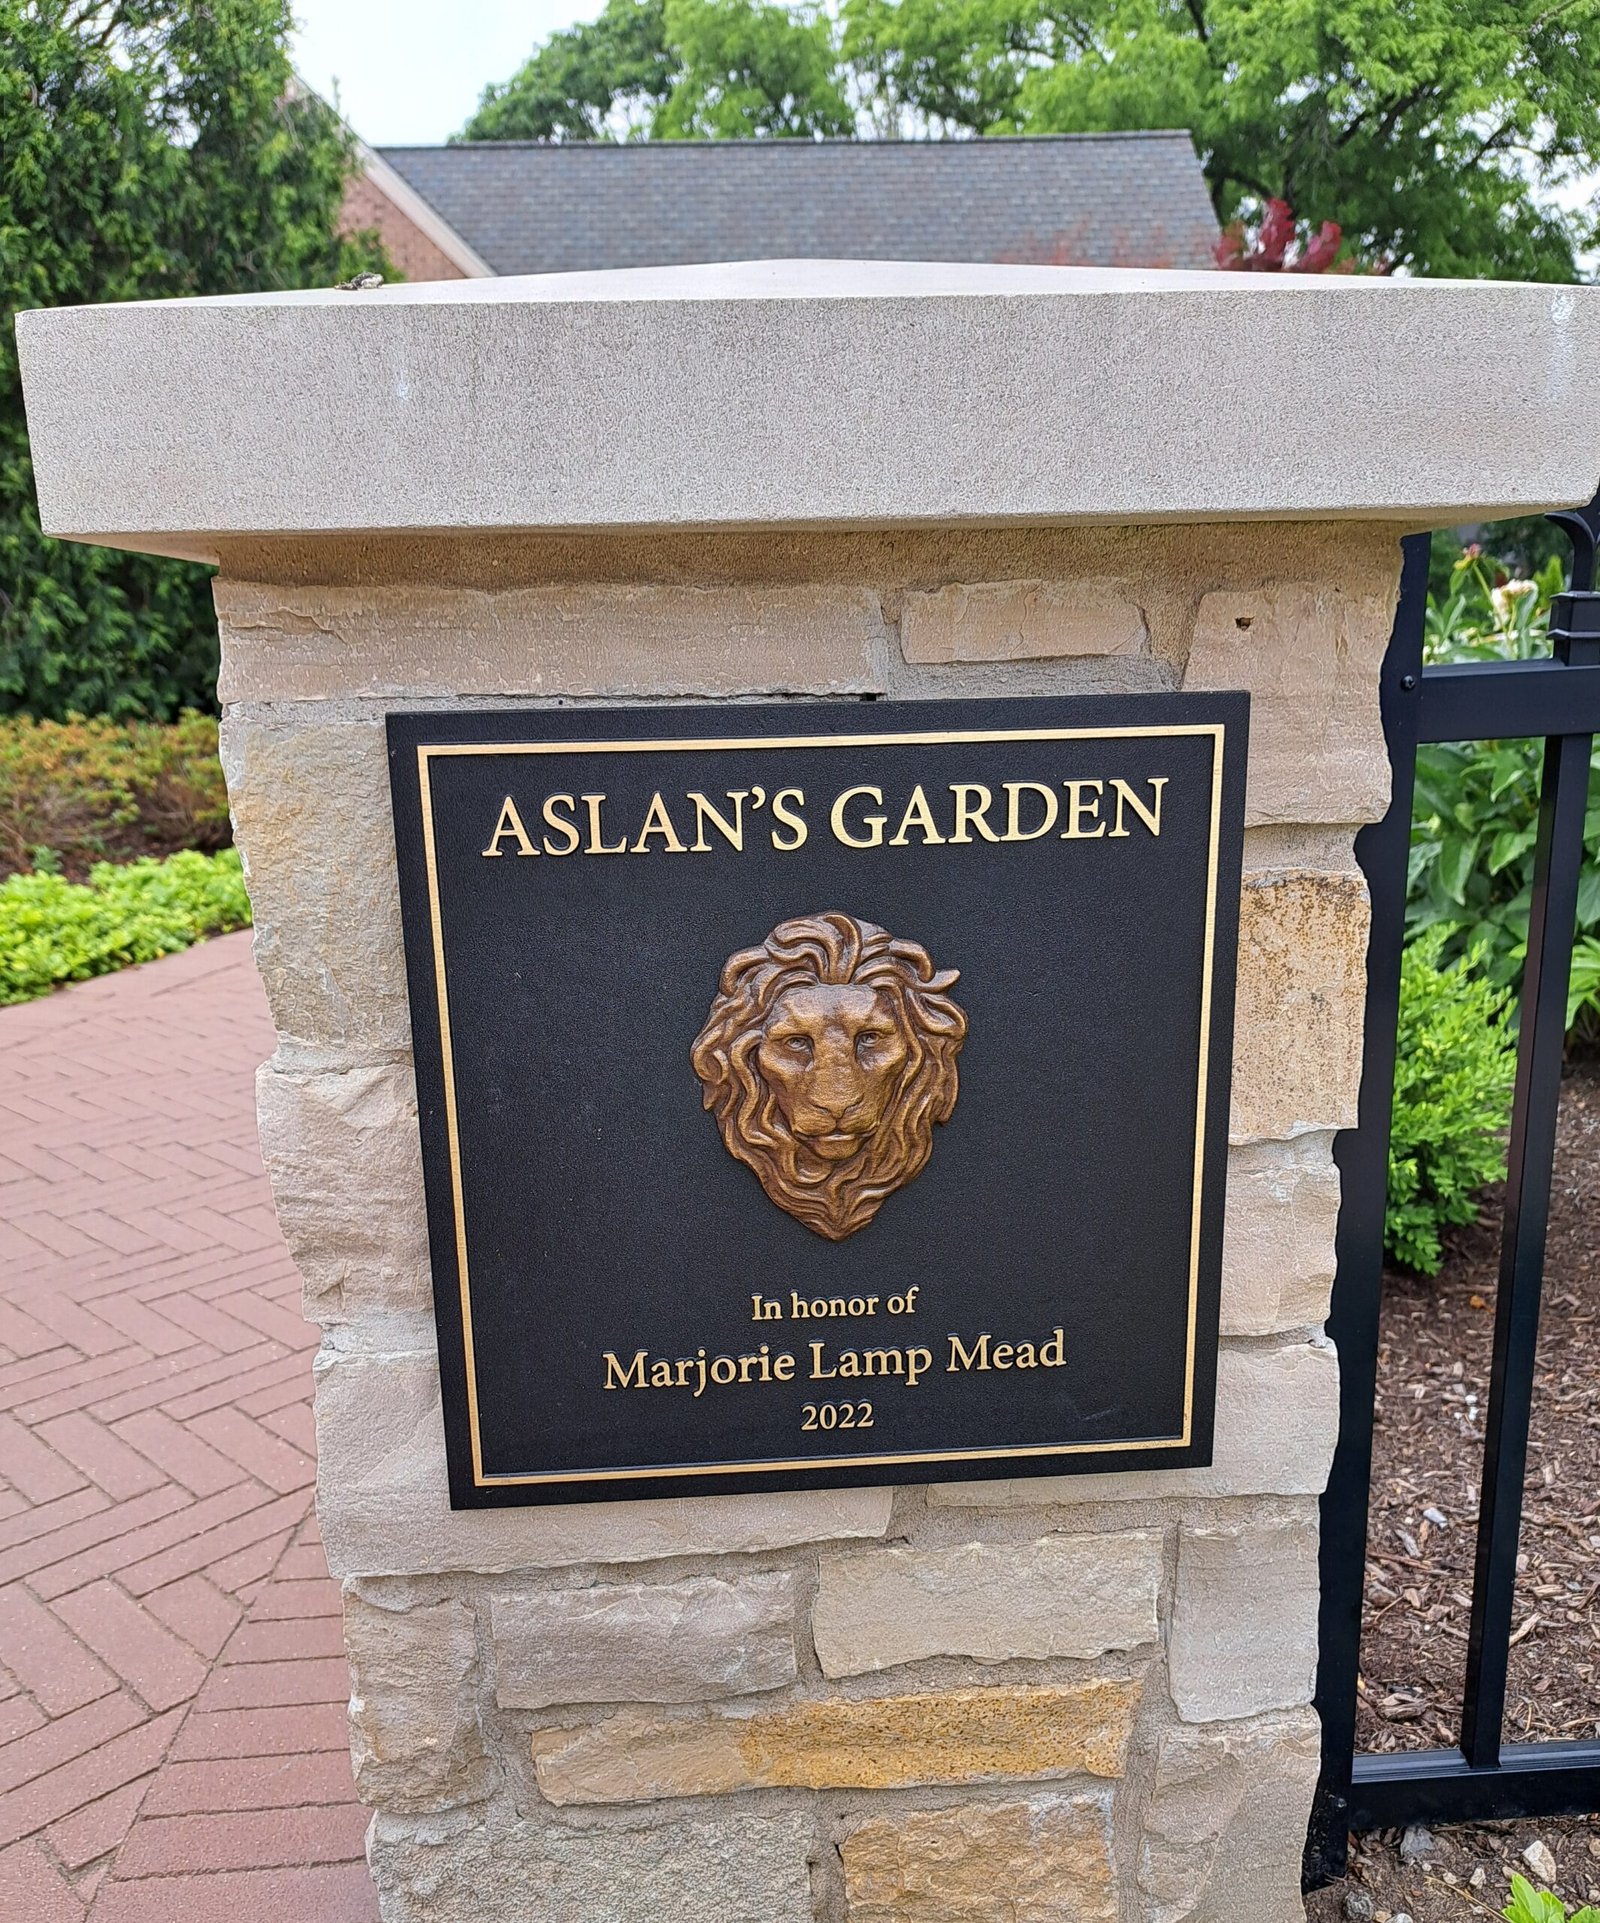 ASLAN'S GARDEN
In honor of
Marjorie Lamp Mead
2022